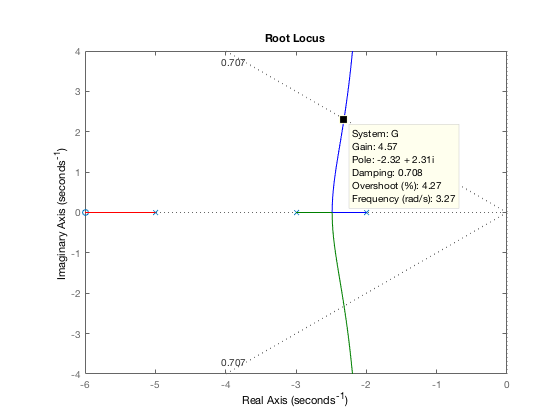 Root Locus
4
3
2
1
0
-1
-2
-3
-4
Imaginary Axis (seconds⁻¹)
0.707
System: G
Gain: 4.57
Pole: -2.32 + 2.31i
Damping: 0.708
Overshoot (%): 4.27
Frequency (rad/s): 3.27
0.707
-6 -5 -4 -3 -2 -1 0
Real Axis (seconds⁻¹)